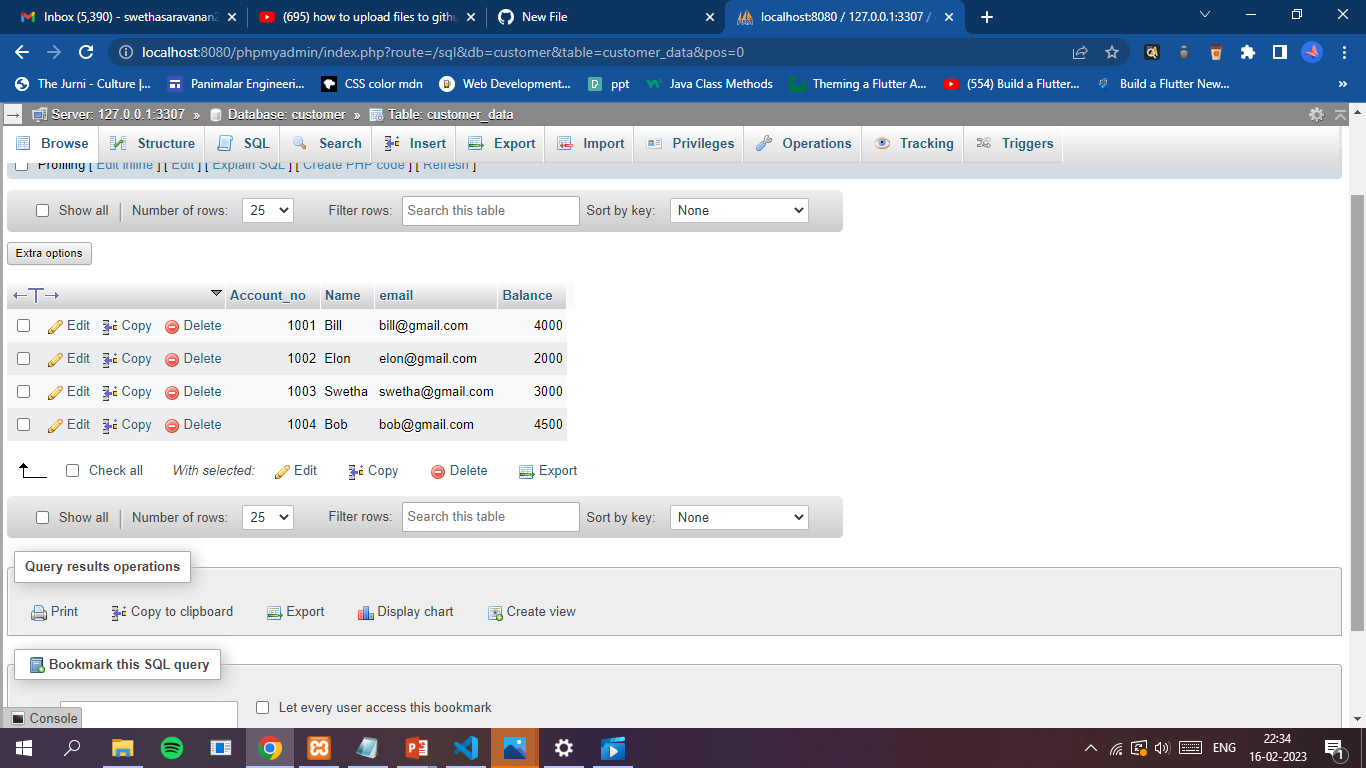 Inbox (5,390) - swethasaravanan2
(695) how to upload files to githu
New File
localhost:8080 / 127.0.0.1:3307 /
localhost:8080/phpmyadmin/index.php?route=/sql&db=customer&table=customer_data&pos=0
The Jurni - Culture |... Panimalar Engineeri... CSS color mdn Web Development... ppt Java Class Methods Theming a Flutter A... (554) Build a Flutter... Build a Flutter New... »
Server: 127.0.0.1:3307 » Database: customer » Table: customer_data
Browse Structure SQL Search Insert Export Import Privileges Operations Tracking Triggers
Profiling [ Edit inline ] [ Edit ] [ Explain SQL ] [ Create PHP code ] [ Refresh ]
Show all Number of rows: 25 Filter rows: Search this table Sort by key: None
Extra options
Account_no Name email Balance
Edit Copy Delete 1001 Bill bill@gmail.com 4000
Edit Copy Delete 1002 Elon elon@gmail.com 2000
Edit Copy Delete 1003 Swetha swetha@gmail.com 3000
Edit Copy Delete 1004 Bob bob@gmail.com 4500
Check all With selected: Edit Copy Delete Export
Show all Number of rows: 25 Filter rows: Search this table Sort by key: None
Query results operations
Print Copy to clipboard Export Display chart Create view
Bookmark this SQL query
Let every user access this bookmark
Console
ENG
22:34
16-02-2023
1